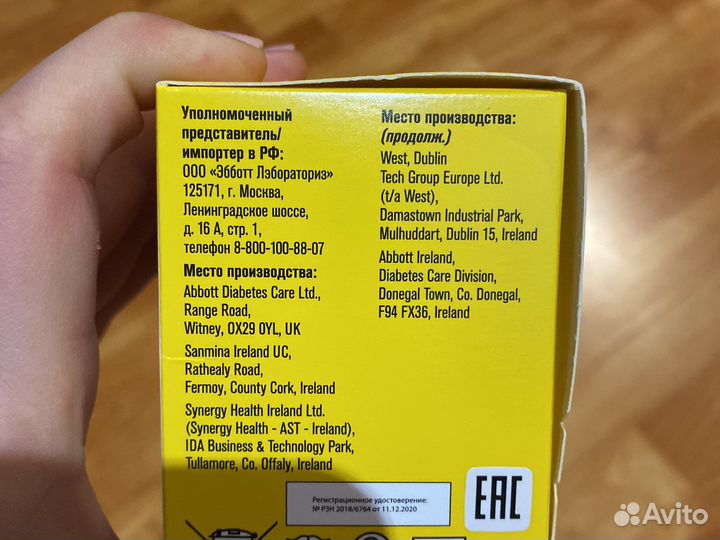 Уполномоченный
представитель/
импортер в РФ:
ООО «Эбботт Лэбораториз»
125171, г. Москва,
Ленинградское шоссе,
д. 16 А, стр. 1,
телефон 8-800-100-88-07
Место производства:
Abbott Diabetes Care Ltd.,
Range Road,
Witney, OX29 0YL, UK
Sanmina Ireland UC,
Rathealy Road,
Fermoy, County Cork, Ireland
Synergy Health Ireland Ltd.
(Synergy Health - AST - Ireland),
IDA Business & Technology Park,
Tullamore, Co. Offaly, Ireland
Место производства:
(продолж.)
West, Dublin
Tech Group Europe Ltd.
(t/a West),
Damastown Industrial Park,
Mulhuddart, Dublin 15, Ireland
Abbott Ireland,
Diabetes Care Division,
Donegal Town, Co. Donegal,
F94 FX36, Ireland
Регистрационное удостоверение:
№ РЗН 2018/6764 от 11.12.2020
EAC
Avito